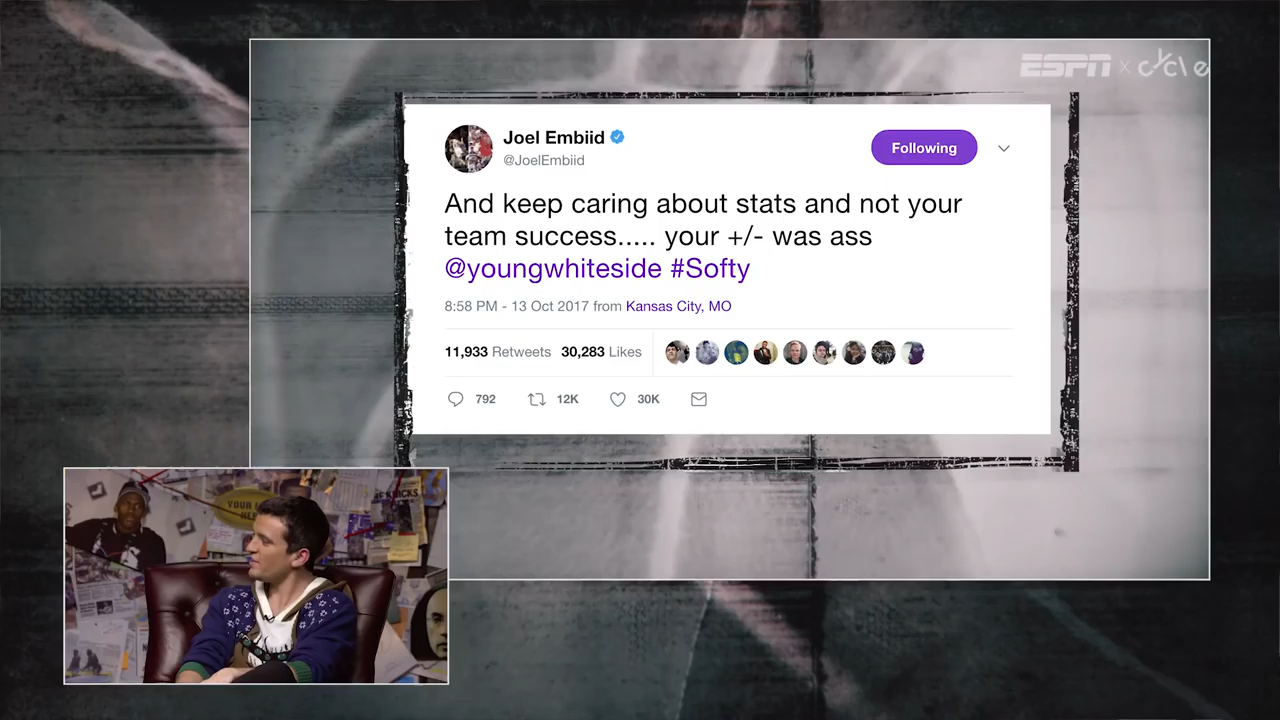 ESPN x cycle
Joel Embiid
@JoelEmbiid
Following
And keep caring about stats and not your
team success..... your +/- was ass
@youngwhiteside #Softy
8:58 PM - 13 Oct 2017 from Kansas City, MO
11,933 Retweets 30,283 Likes
792 12K 30K
YOUR
KNICKS